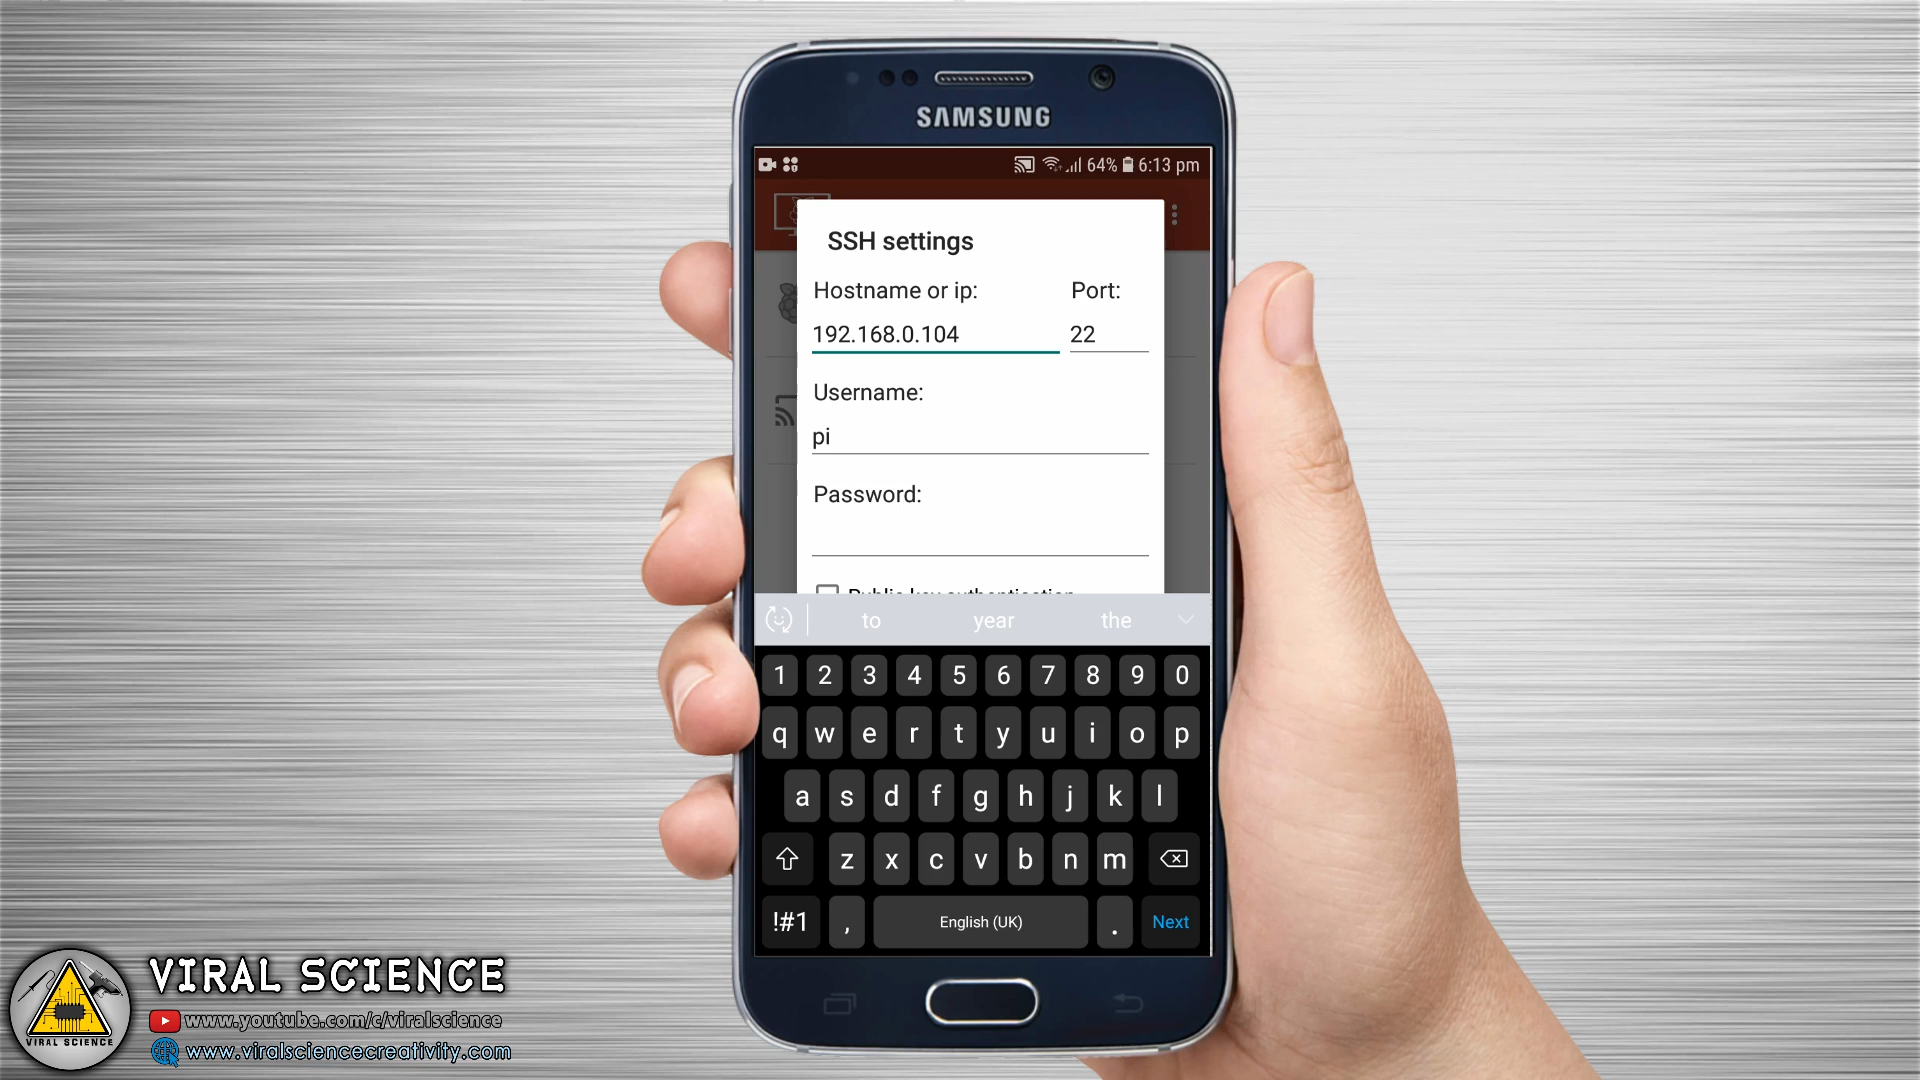 SAMSUNG
64% 6:13 pm
SSH settings
Hostname or ip: Port:
192.168.0.104 22
Username:
pi
Password:
Public key authentication
to year the
1 2 3 4 5 6 7 8 9 0
q w e r t y u i o p
a s d f g h j k l
z x c v b n m
!#1 , English (UK) . Next
VIRAL SCIENCE
www.youtube.com/c/viralscience
www.viralsciencecreativity.com
VIRAL SCIENCE